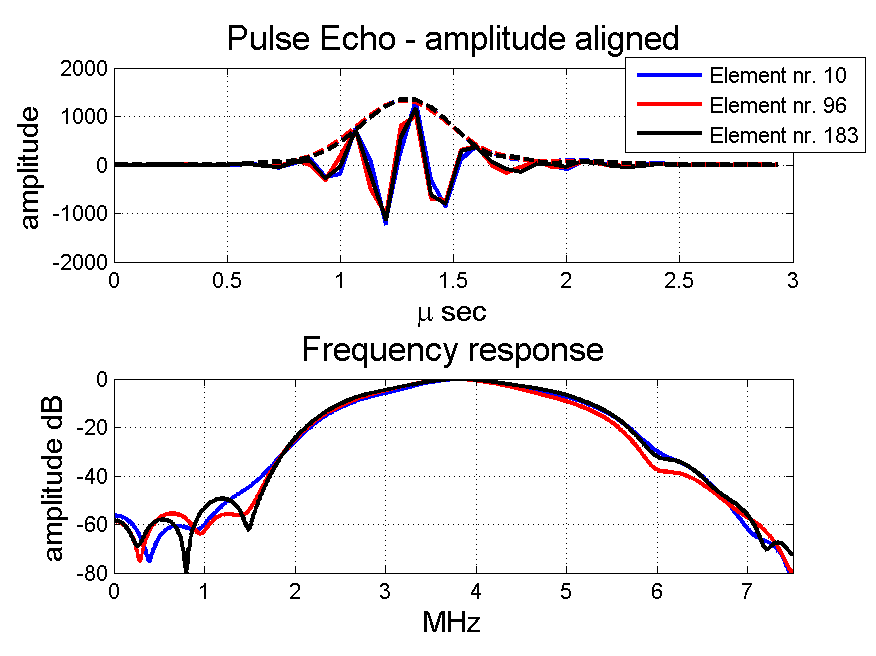 Pulse Echo - amplitude aligned
Element nr. 10
Element nr. 96
Element nr. 183
amplitude
2000
1000
0
-1000
-2000
0 0.5 1 1.5 2 2.5 3
μ sec
Frequency response
amplitude dB
0
-20
-40
-60
-80
0 1 2 3 4 5 6 7
MHz